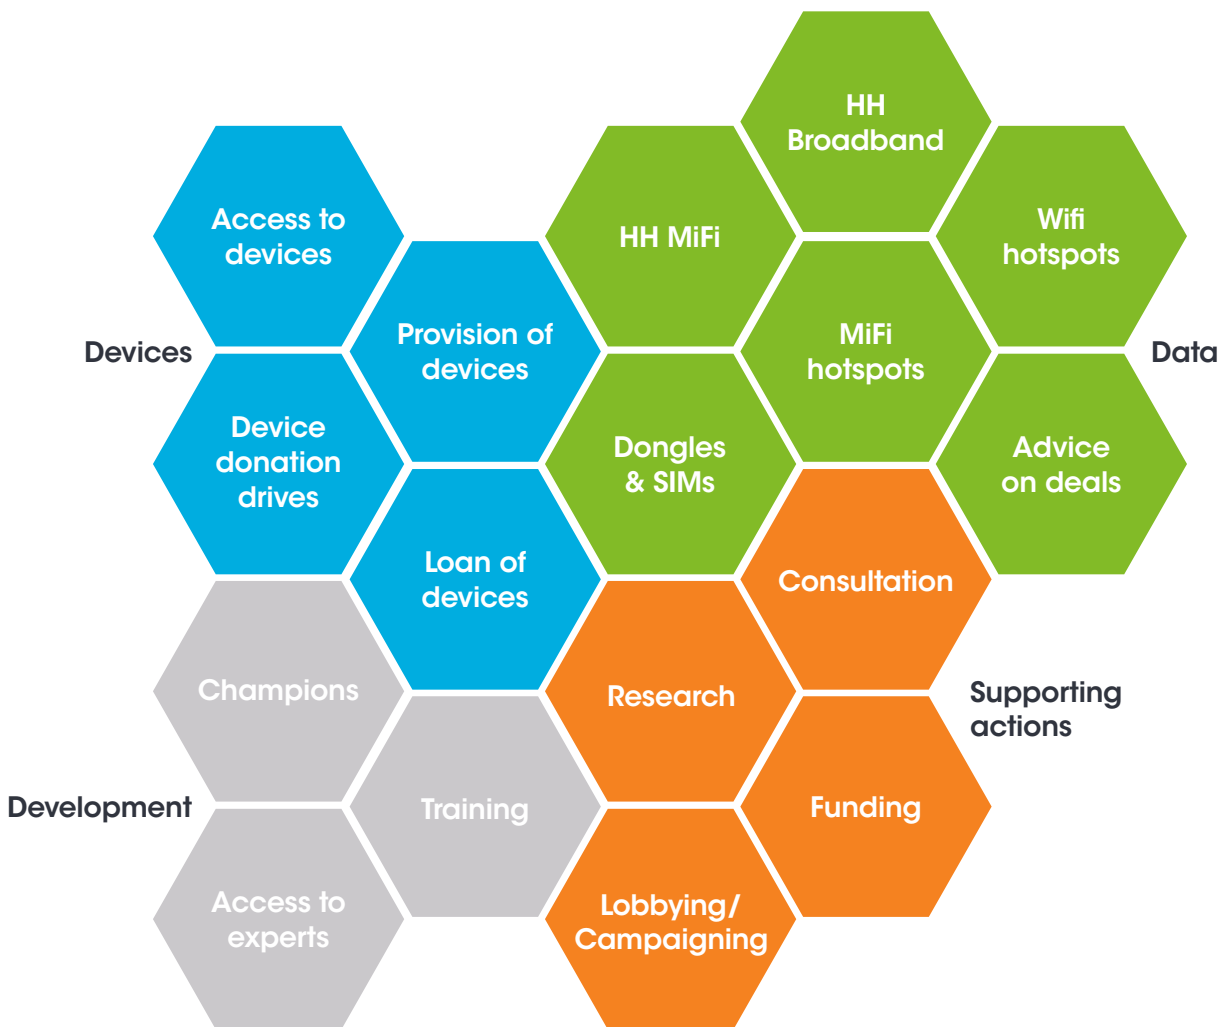 HH
Broadband
Access to
devices
HH MiFi
Wifi
hotspots
Provision of
devices
MiFi
hotspots
Devices
Data
Device
donation
drives
Dongles
& SIMs
Advice
on deals
Loan of
devices
Consultation
Champions
Research
Supporting
actions
Development
Training
Funding
Access to
experts
Lobbying/
Campaigning